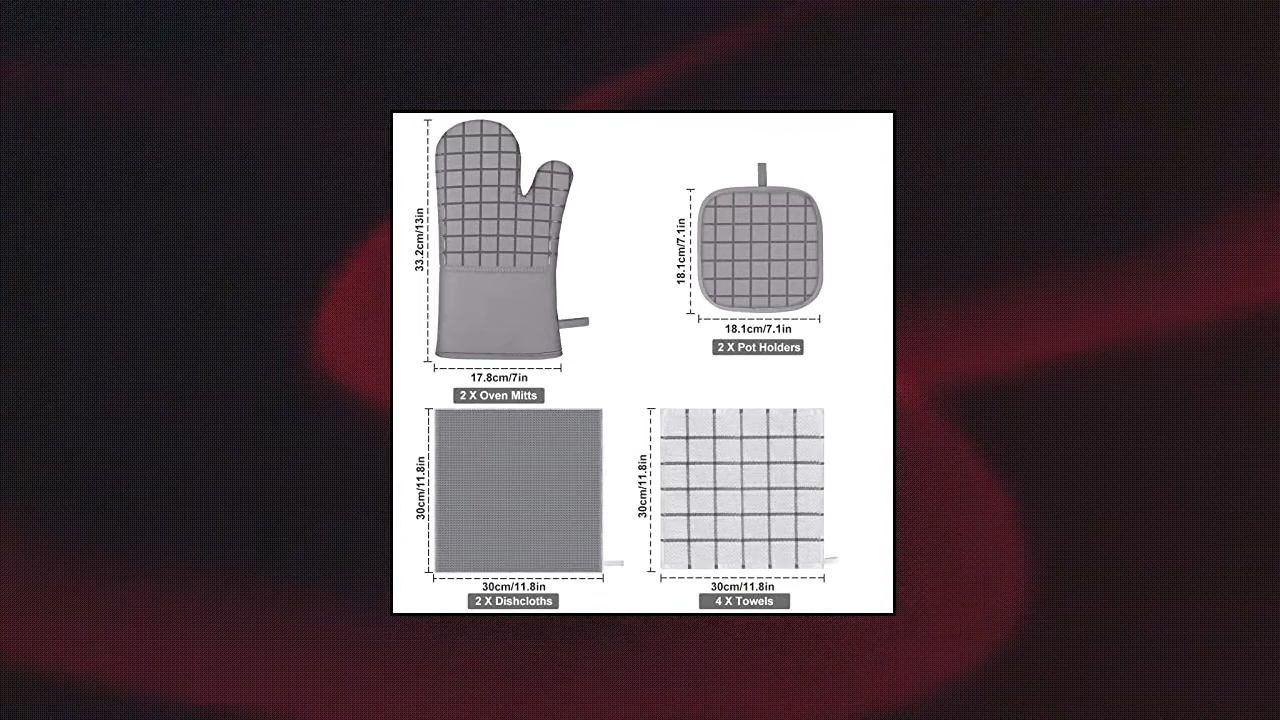 33.2cm/13in
17.8cm/7in
2 X Oven Mitts
18.1cm/7.1in
18.1cm/7.1in
2 X Pot Holders
30cm/11.8in
30cm/11.8in
2 X Dishcloths
30cm/11.8in
30cm/11.8in
4 X Towels